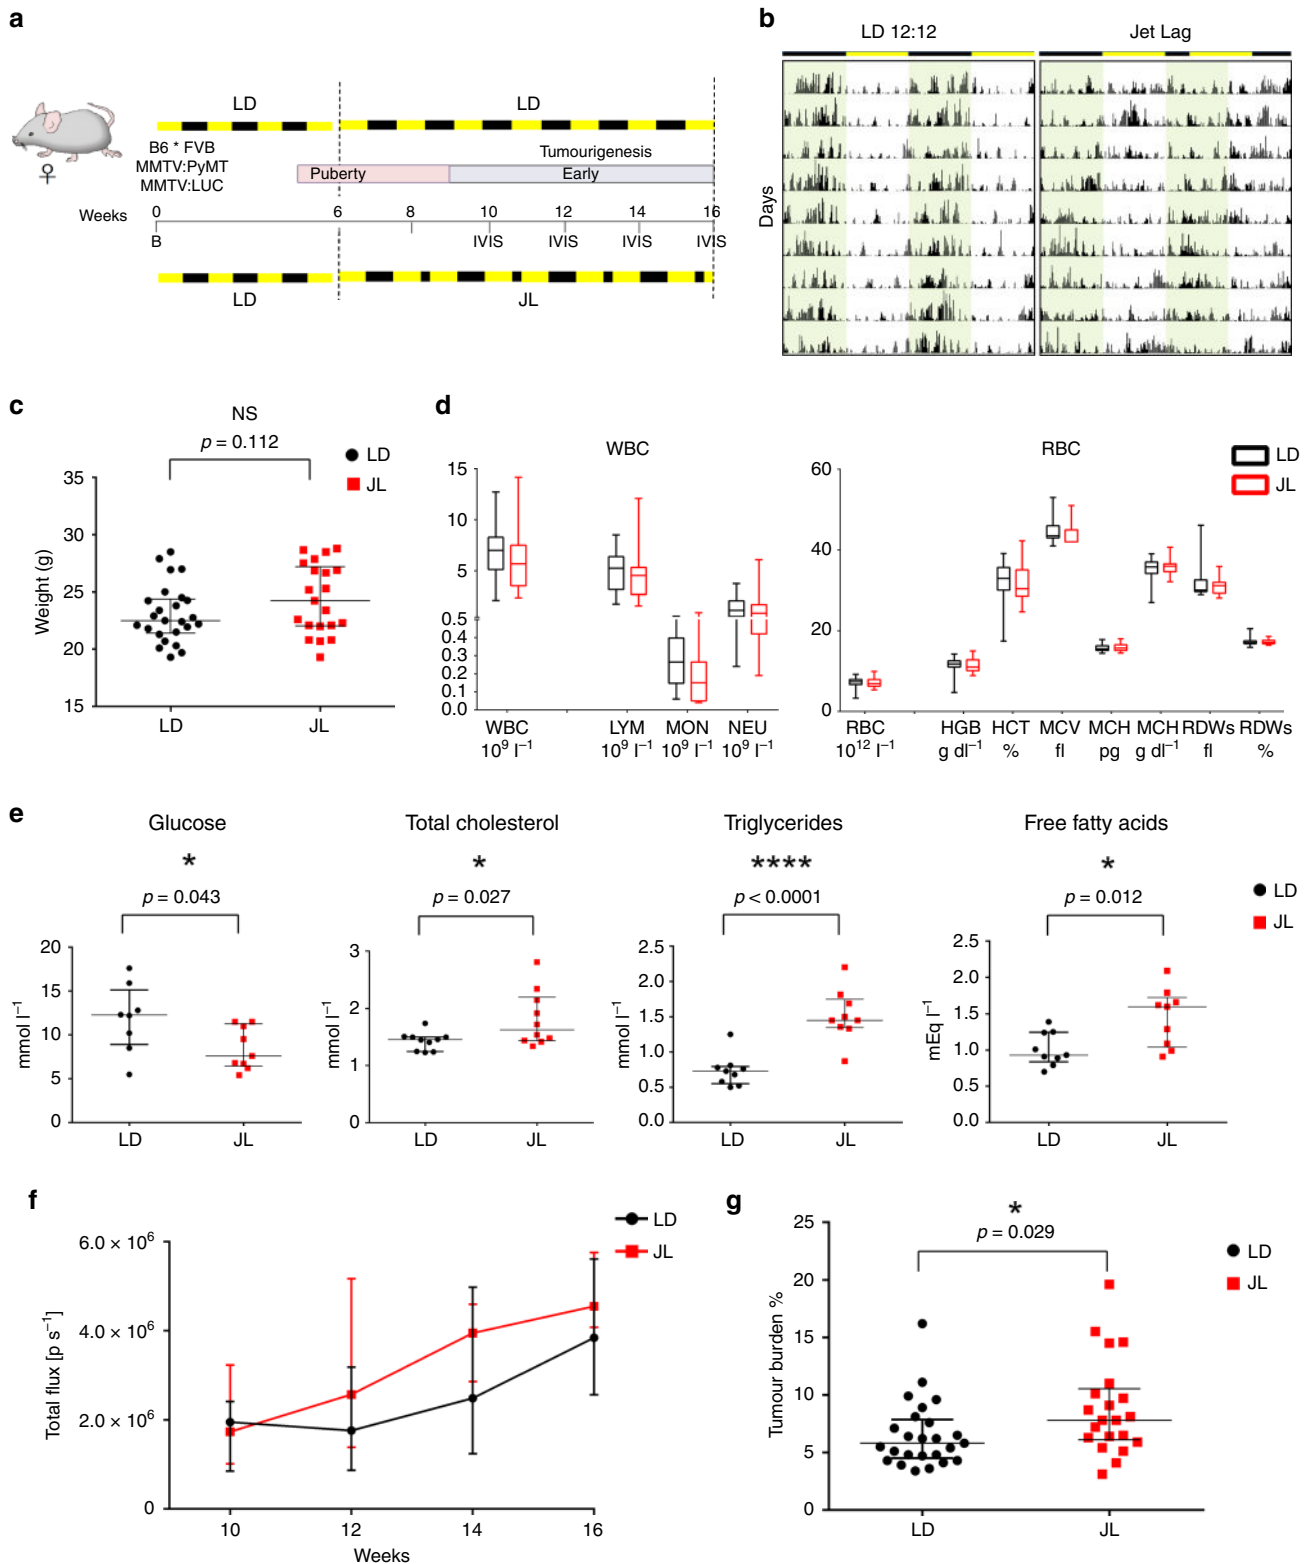 a
LD
LD
B6 * FVB
MMTV:PyMT
MMTV:LUC
♀
Tumourigenesis
Puberty
Early
Weeks
0
6
8
10
12
14
16
B
IVIS
IVIS
IVIS
IVIS
LD
JL
b
LD 12:12
Jet Lag
Days
c
NS
p = 0.112
LD
JL
Weight (g)
35
30
25
20
15
LD
JL
d
WBC
15
10
5
0.5
0.4
0.3
0.2
0.1
0.0
WBC LYM MON NEU
10⁹ l⁻¹ 10⁹ l⁻¹ 10⁹ l⁻¹ 10⁹ l⁻¹
RBC
LD
JL
60
40
20
0
RBC HGB HCT MCV MCH MCH RDWs RDWs
10¹² l⁻¹ g dl⁻¹ % fl pg g dl⁻¹ fl %
e
Glucose
*
p = 0.043
mmol l⁻¹
20
15
10
5
0
LD
JL
Total cholesterol
*
p = 0.027
mmol l⁻¹
3
2
1
0
LD
JL
Triglycerides
****
p < 0.0001
mmol l⁻¹
2.5
2.0
1.5
1.0
0.5
0.0
LD
JL
Free fatty acids
*
p = 0.012
mEq l⁻¹
2.5
2.0
1.5
1.0
0.5
0.0
LD
JL
LD
JL
f
LD
JL
Total flux [p s⁻¹]
6.0 × 10⁶
4.0 × 10⁶
2.0 × 10⁶
0
10
12
14
16
Weeks
g
*
p = 0.029
LD
JL
Tumour burden %
25
20
15
10
5
0
LD
JL